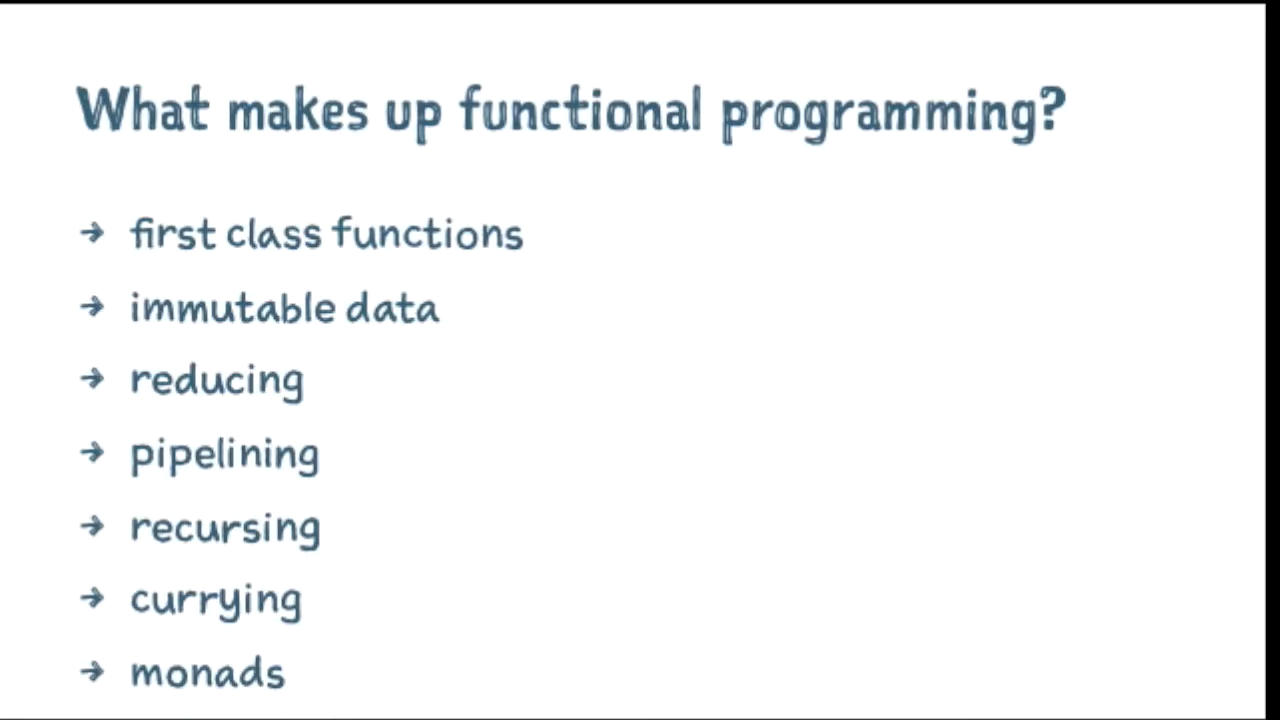 What makes up functional programming?
→ first class functions
→ immutable data
→ reducing
→ pipelining
→ recursing
→ currying
→ monads